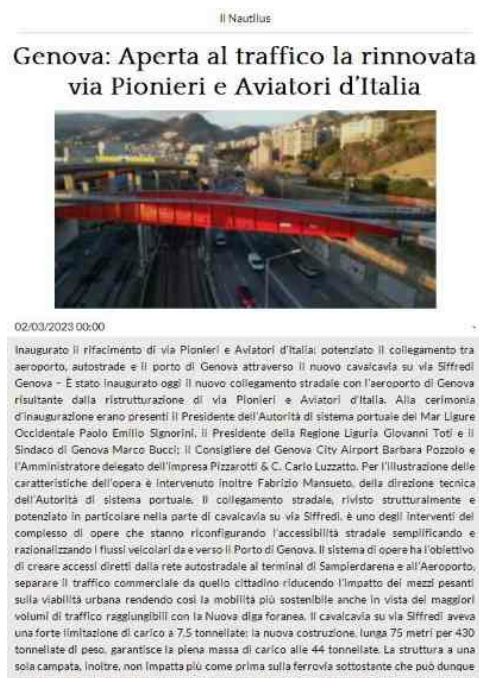 Il Nautilus
Genova: Aperta al traffico la rinnovata
via Pionieri e Aviatori d'Italia
02/03/2023 00:00
-
Inaugurato il rifacimento di via Pionieri e Aviatori d'Italia: potenziato il collegamento tra
aeroporto, autostrade e il porto di Genova attraverso il nuovo cavalcavia su via Siffredi
Genova – È stato inaugurato oggi il nuovo collegamento stradale con l'aeroporto di Genova
risultante dalla ristrutturazione di via Pionieri e Aviatori d'Italia. Alla cerimonia
d'inaugurazione erano presenti il Presidente dell'Autorità di sistema portuale del Mar Ligure
Occidentale Paolo Emilio Signorini, il Presidente della Regione Liguria Giovanni Toti e il
Sindaco di Genova Marco Bucci; il Consigliere del Genova City Airport Barbara Pozzolo e
l'Amministratore delegato dell'impresa Pizzarotti & C. Carlo Luzzatto. Per l'illustrazione delle
caratteristiche dell'opera è intervenuto inoltre Fabrizio Mansueto, della direzione tecnica
dell'Autorità di sistema portuale. Il collegamento stradale, rivisto strutturalmente e
potenziato in particolare nella parte di cavalcavia su via Siffredi, è uno degli interventi del
complesso di opere che stanno riconfigurando l'accessibilità stradale semplificando e
razionalizzando i flussi veicolari da e verso il Porto di Genova. Il sistema di opere ha l'obiettivo
di creare accessi diretti dalla rete autostradale ai terminal di Sampierdarena e all'Aeroporto,
separare il traffico commerciale da quello cittadino riducendo l'impatto dei mezzi pesanti
sulla viabilità urbana rendendo così la mobilità più sostenibile anche in vista dei maggiori
volumi di traffico raggiungibili con la Nuova diga foranea. Il cavalcavia su via Siffredi aveva
una forte limitazione di carico a 7,5 tonnellate: la nuova costruzione, lunga 75 metri per 430
tonnellate di peso, garantisce la piena massa di carico alle 44 tonnellate. La struttura a una
sola campata, inoltre, non impatta più come prima sulla ferrovia sottostante che può dunque